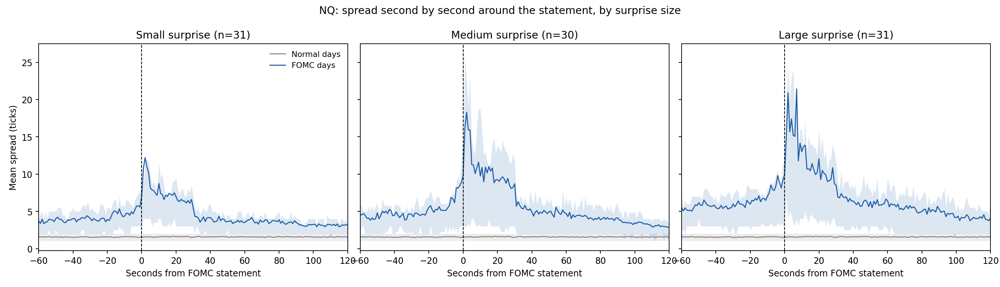 NQ: spread second by second around the statement, by surprise size
Small surprise (n=31)
Medium surprise (n=30)
Large surprise (n=31)
Normal days
FOMC days
Mean spread (ticks)
25
20
15
10
5
0
−60 −40 −20 0 20 40 60 80 100 120
−60 −40 −20 0 20 40 60 80 100 120
−60 −40 −20 0 20 40 60 80 100 120
Seconds from FOMC statement
Seconds from FOMC statement
Seconds from FOMC statement